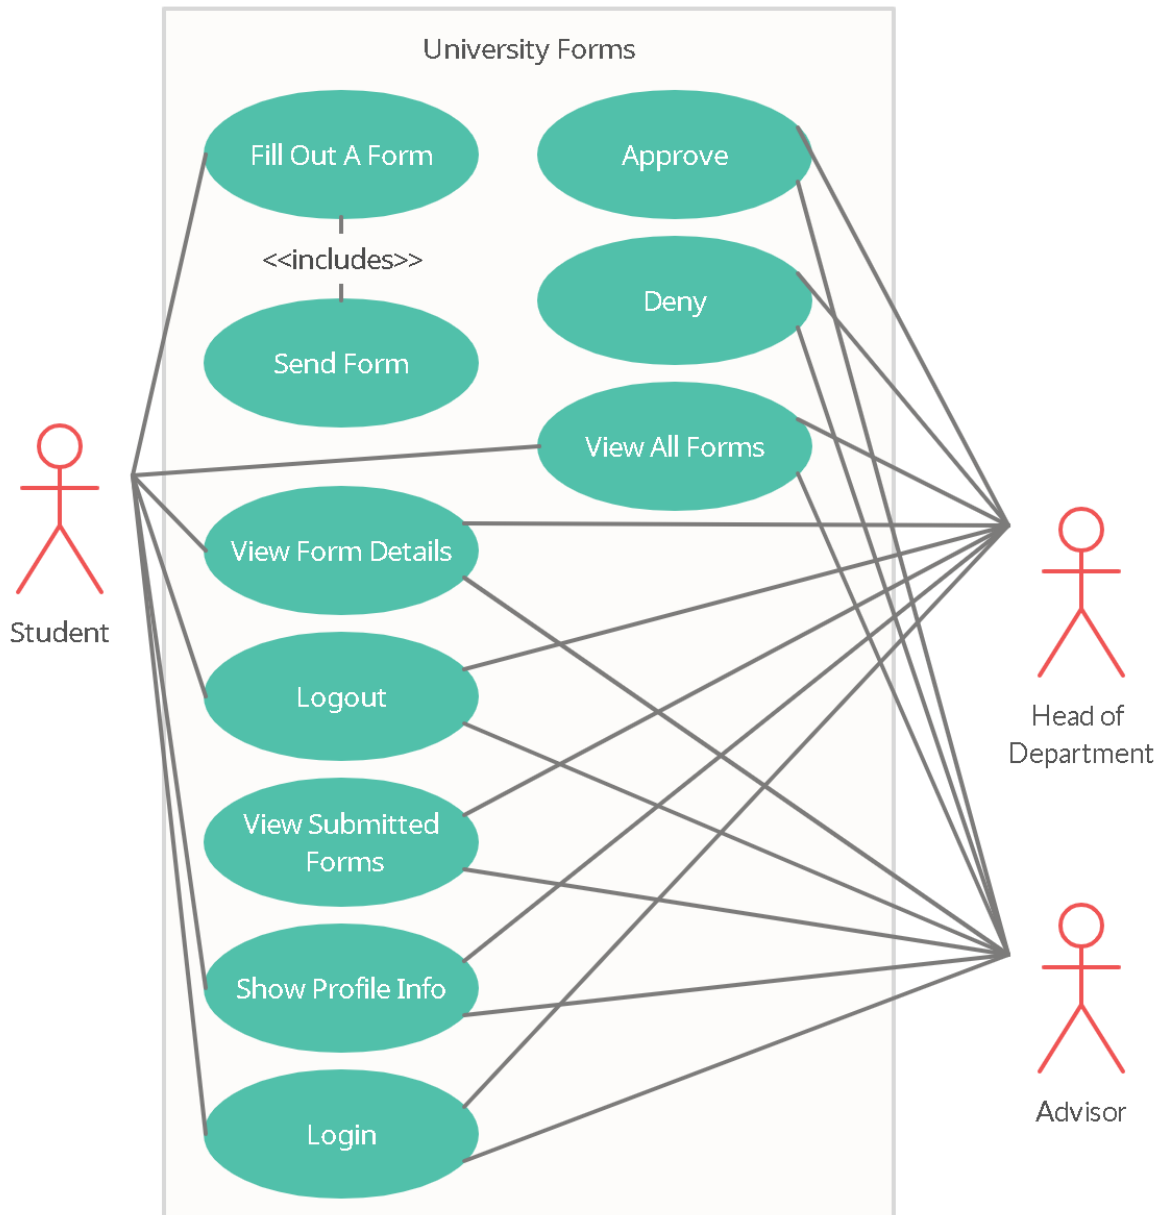 University Forms
Fill Out A Form
Approve
<<includes>>
Deny
Send Form
View All Forms
View Form Details
Student
Logout
Head of
Department
View Submitted
Forms
Show Profile Info
Advisor
Login